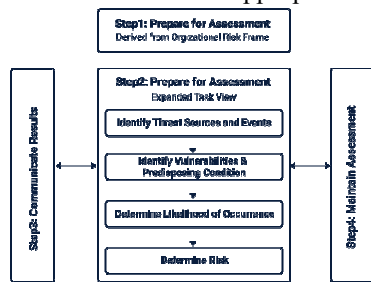 Step1: Prepare for Assessment
Derived from Orgizational Risk Frame
Step2: Prepare for Assessment
Expanded Task View
Identify Threat Sources and Events
Identify Vulnerabilities &
Predisposing Condition
Determine Likelihood of Occurrence
Determine Risk
Step3: Communicate Results
Step4: Maintain Assessment